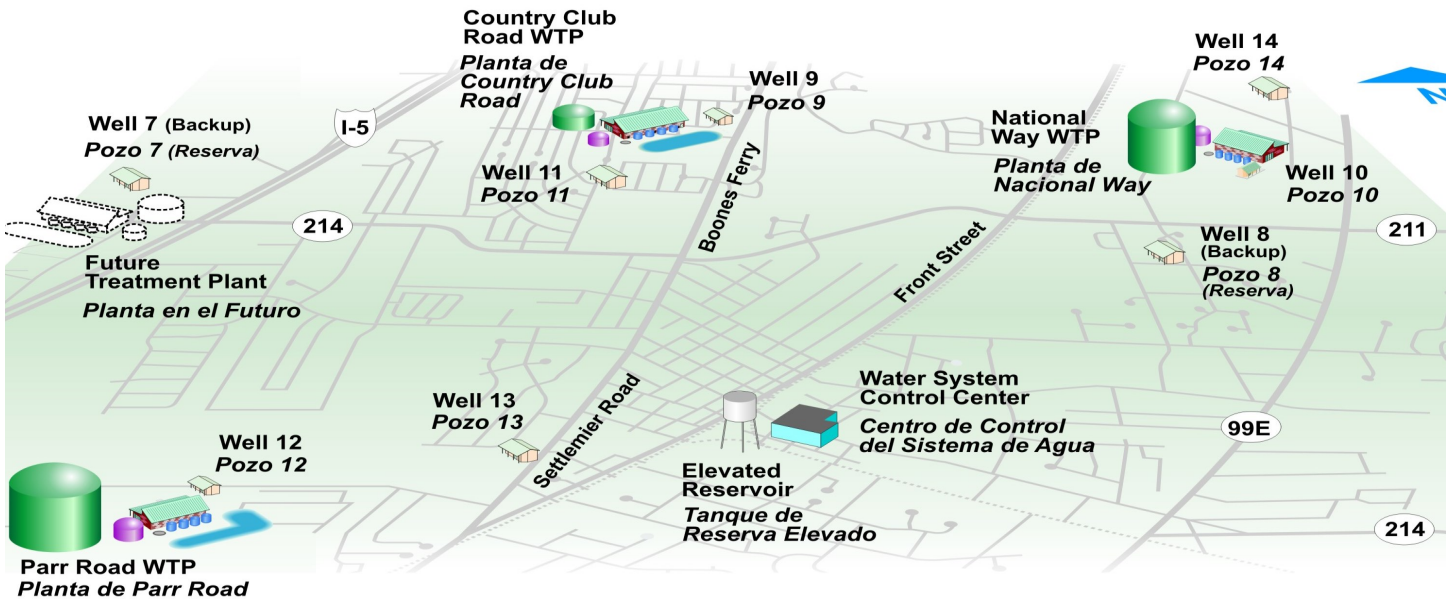 Country Club
Road WTP
Planta de
Country Club
Road
Well 14
Pozo 14
Well 9
Pozo 9
I-5
Well 7 (Backup)
Pozo 7 (Reserva)
National
Way WTP
Planta de
Nacional Way
N
Well 11
Pozo 11
Well 10
Pozo 10
Boones Ferry
214
211
Future
Treatment Plant
Planta en el Futuro
Front Street
Well 8
(Backup)
Pozo 8
(Reserva)
Well 13
Pozo 13
Settlemier Road
Water System
Control Center
Centro de Control
del Sistema de Agua
99E
Well 12
Pozo 12
Elevated
Reservoir
Tanque de
Reserva Elevado
214
Parr Road WTP
Planta de Parr Road